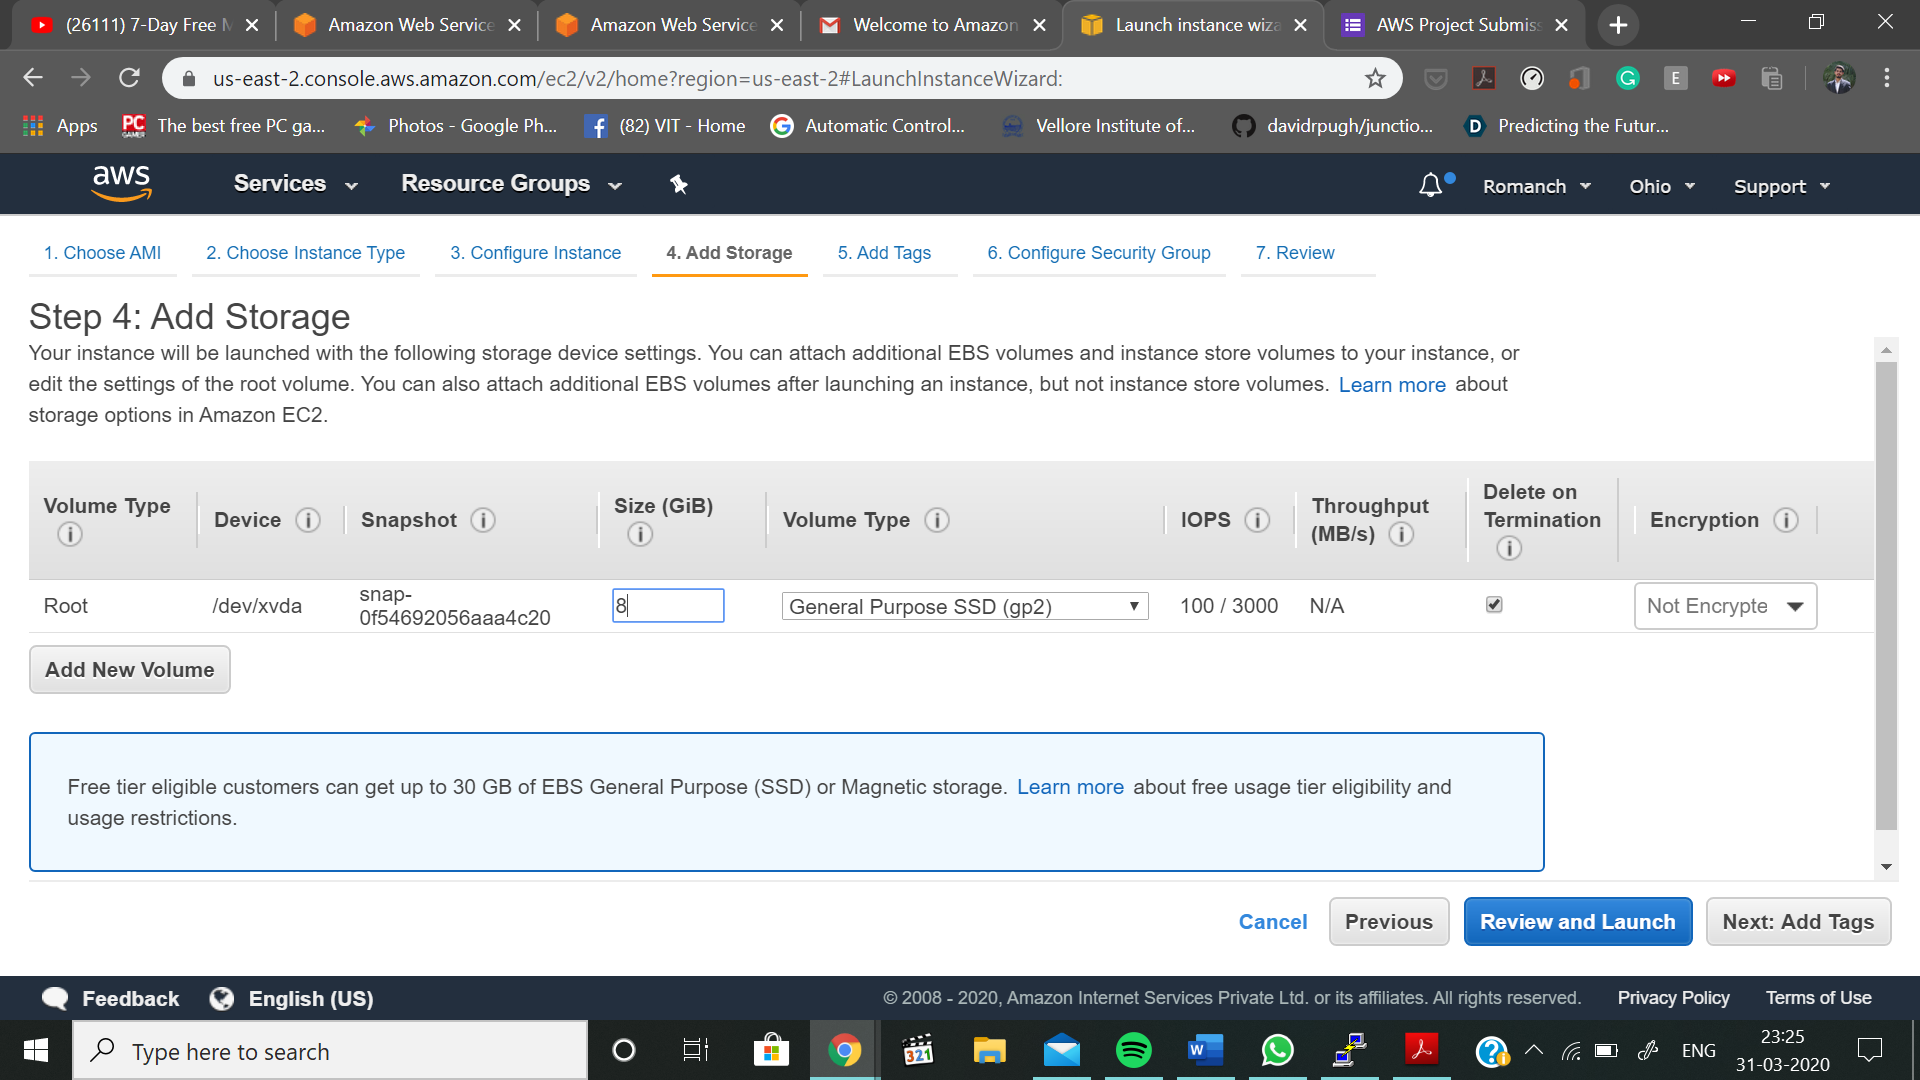 (26111) 7-Day Free
Amazon Web Service
Amazon Web Service
Welcome to Amazon
Launch instance wiza
AWS Project Submiss
us-east-2.console.aws.amazon.com/ec2/v2/home?region=us-east-2#LaunchInstanceWizard:
Apps
The best free PC ga...
Photos - Google Ph...
(82) VIT - Home
Automatic Control...
Vellore Institute of...
davidrpugh/junctio...
Predicting the Futur...
aws
Services
Resource Groups
Romanch
Ohio
Support
1. Choose AMI
2. Choose Instance Type
3. Configure Instance
4. Add Storage
5. Add Tags
6. Configure Security Group
7. Review
Step 4: Add Storage
Your instance will be launched with the following storage device settings. You can attach additional EBS volumes and instance store volumes to your instance, or
edit the settings of the root volume. You can also attach additional EBS volumes after launching an instance, but not instance store volumes. Learn more about
storage options in Amazon EC2.
Volume Type
Device
Snapshot
Size (GiB)
Volume Type
IOPS
Throughput
(MB/s)
Delete on
Termination
Encryption
Root
/dev/xvda
snap-
0f54692056aaa4c20
8
General Purpose SSD (gp2)
100 / 3000
N/A
Not Encrypte
Add New Volume
Free tier eligible customers can get up to 30 GB of EBS General Purpose (SSD) or Magnetic storage. Learn more about free usage tier eligibility and
usage restrictions.
Cancel
Previous
Review and Launch
Next: Add Tags
Feedback
English (US)
© 2008 - 2020, Amazon Internet Services Private Ltd. or its affiliates. All rights reserved.
Privacy Policy
Terms of Use
Type here to search
321
ENG
23:25
31-03-2020